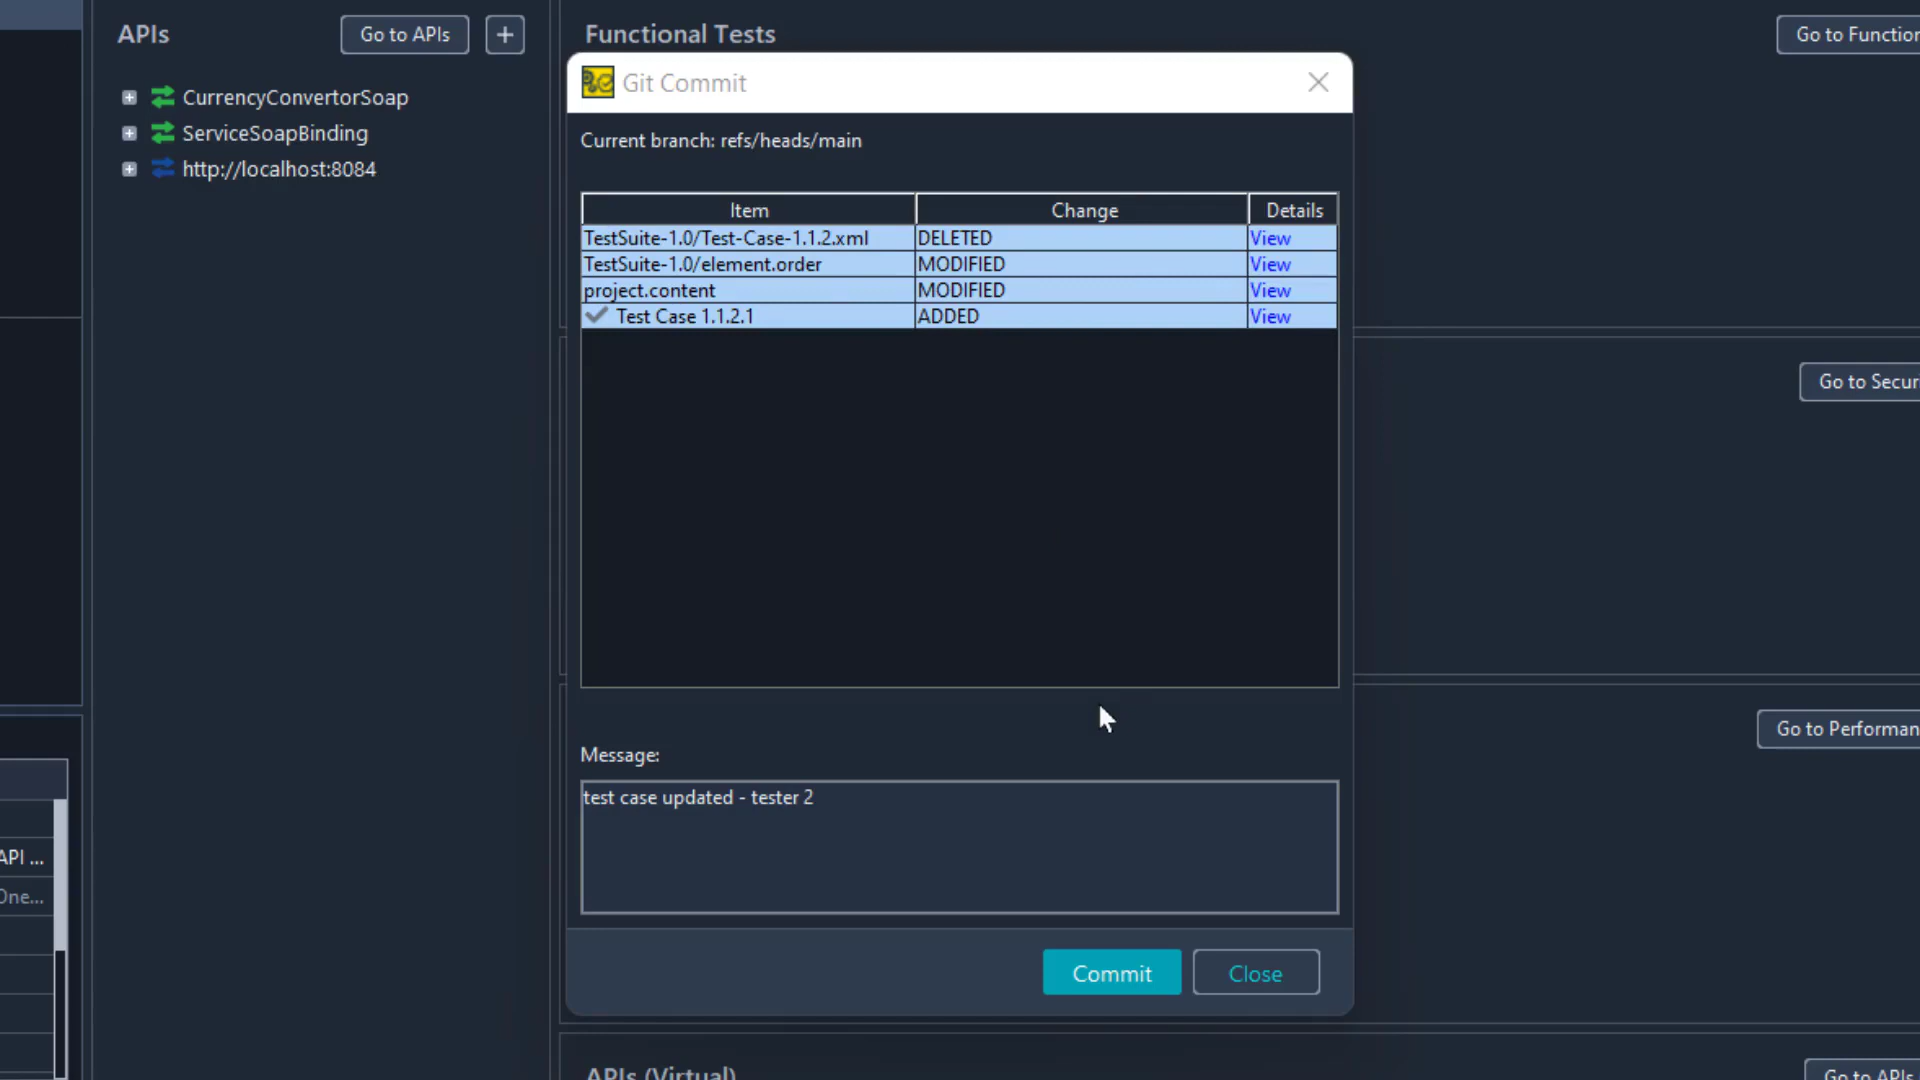 APIs
Go to APIs
+
CurrencyConvertorSoap
ServiceSoapBinding
http://localhost:8084
API ...
One...
Functional Tests
Go to Function
Go to Securi
Go to Performan
APIs (Virtual)
Go to APIs
Git Commit
Current branch: refs/heads/main
Item Change Details
TestSuite-1.0/Test-Case-1.1.2.xml DELETED View
TestSuite-1.0/element.order MODIFIED View
project.content MODIFIED View
Test Case 1.1.2.1 ADDED View
Message:
test case updated - tester 2
Commit Close